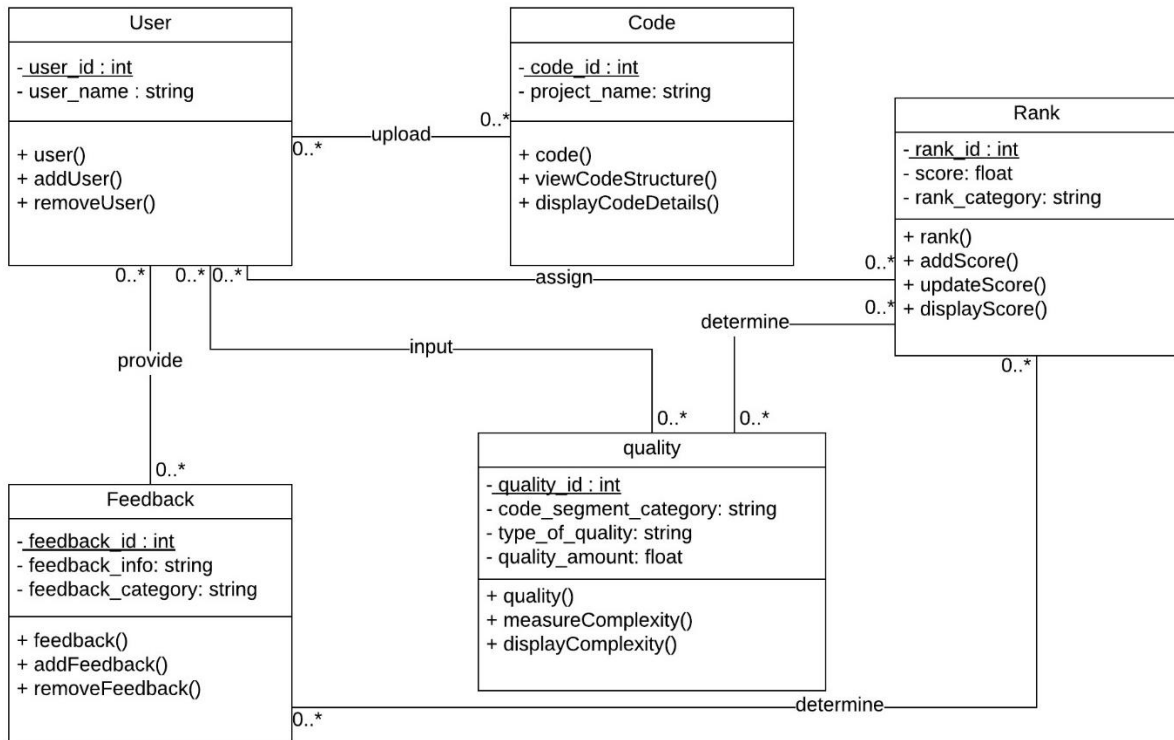 User
- user_id : int
- user_name : string
+ user()
+ addUser()
+ removeUser()
Code
- code_id : int
- project_name: string
+ code()
+ viewCodeStructure()
+ displayCodeDetails()
Rank
- rank_id : int
- score: float
- rank_category: string
+ rank()
+ addScore()
+ updateScore()
+ displayScore()
0..*
upload
0..*
0..*
0..*
0..*
assign
0..*
determine
0..*
0..*
provide
input
0..*
0..*
0..*
quality
- quality_id : int
- code_segment_category: string
- type_of_quality: string
- quality_amount: float
+ quality()
+ measureComplexity()
+ displayComplexity()
Feedback
- feedback_id : int
- feedback_info: string
- feedback_category: string
+ feedback()
+ addFeedback()
+ removeFeedback()
0..*
determine